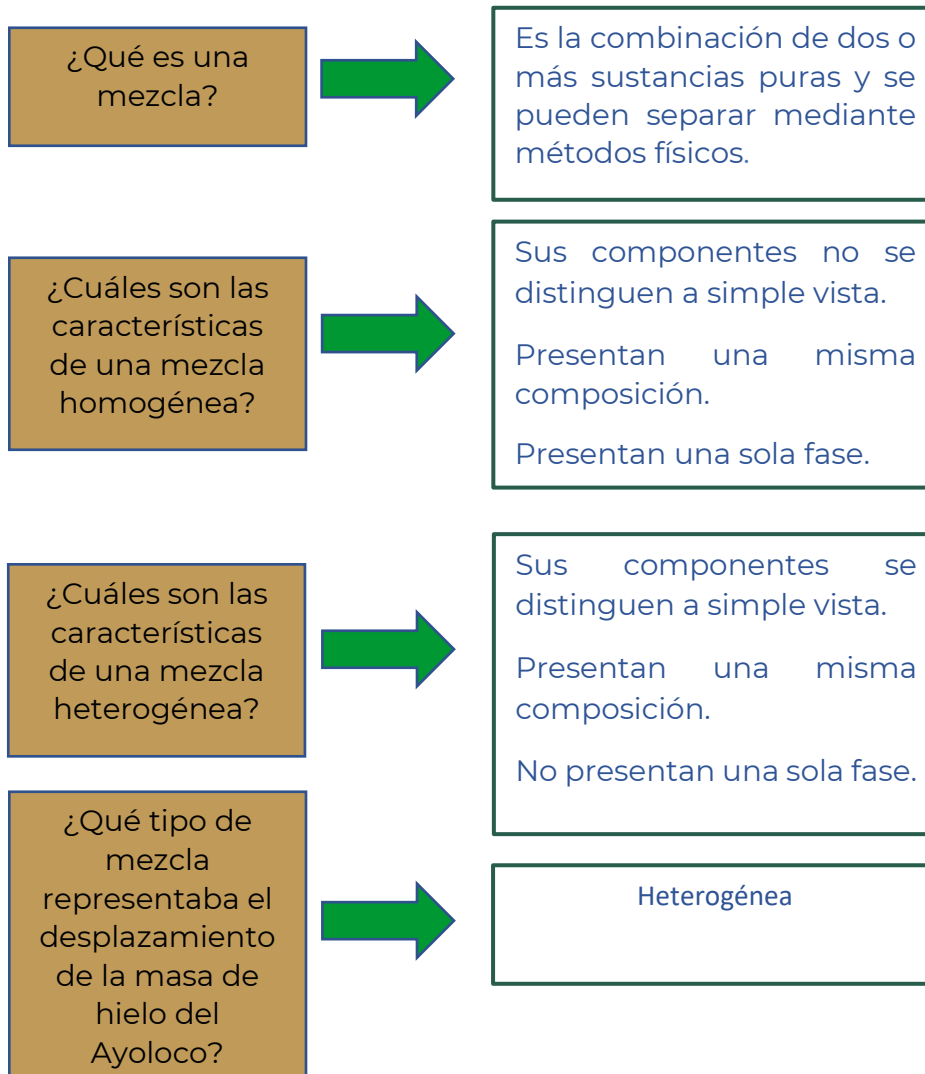 ¿Qué es una
mezcla?
Es la combinación de dos o
más sustancias puras y se
pueden separar mediante
métodos físicos.
¿Cuáles son las
característícas
de una mezcla
homogénea?
Sus componentes no se
distinguen a simple vista.
Presentan una misma
composición.
Presentan una sola fase.
¿Cuáles son las
característícas
de una mezcla
heterogénea?
Sus componentes se
distinguen a simple vista.
Presentan una misma
composición.
No presentan una sola fase.
¿Qué tipo de
mezcla
representaba el
desplazamiento
de la masa de
hielo del
Ayoloco?
Heterogénea